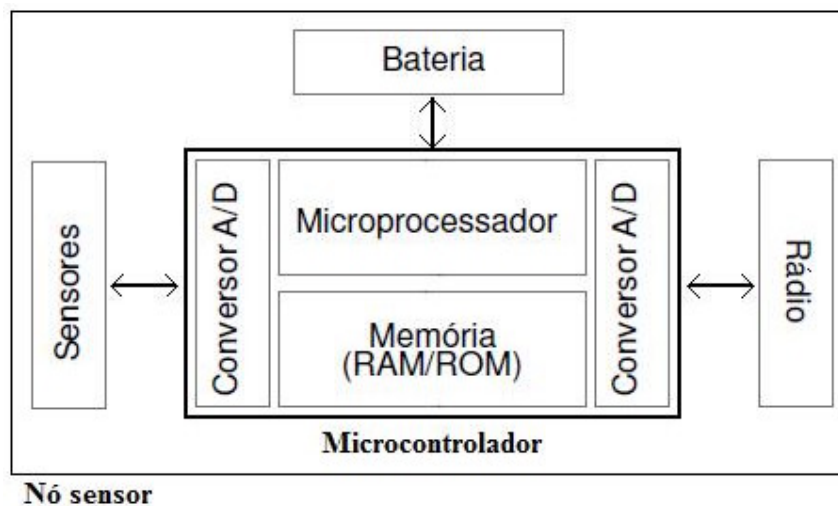 Bateria
Sensores
Conversor A/D
Microprocessador
Memória
(RAM/ROM)
Conversor A/D
Rádio
Microcontrolador
Nó sensor